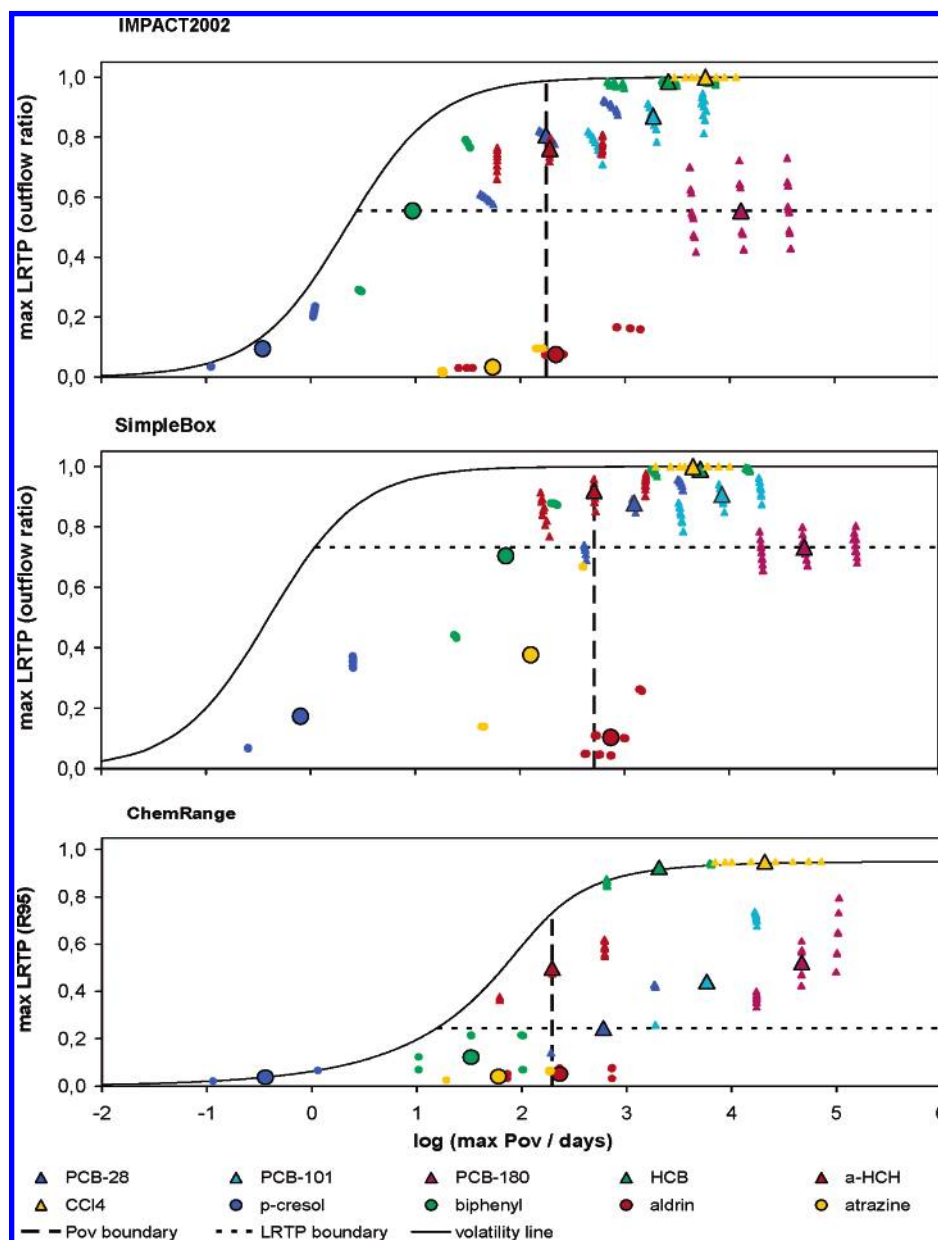 IMPACT2002
max LRTP (outflow ratio)
1,0
0,8
0,6
0,4
0,2
0,0
SimpleBox
max LRTP (outflow ratio)
1,0
0,8
0,6
0,4
0,2
0,0
ChemRange
max LRTP (R95)
1,0
0,8
0,6
0,4
0,2
0,0
-2 -1 0 1 2 3 4 5 6
log (max Pov / days)
PCB-28 PCB-101 PCB-180 HCB a-HCH
CCl4 p-cresol biphenyl aldrin atrazine
Pov boundary LRTP boundary volatility line